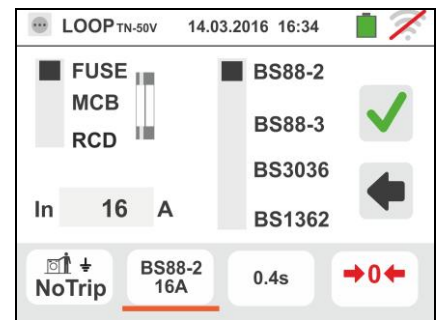 LOOP TN-50V 14.03.2016 16:34
FUSE
MCB
RCD
BS88-2
BS88-3
BS3036
BS1362
In 16 A
NoTrip
BS88-2
16A
0.4s
0